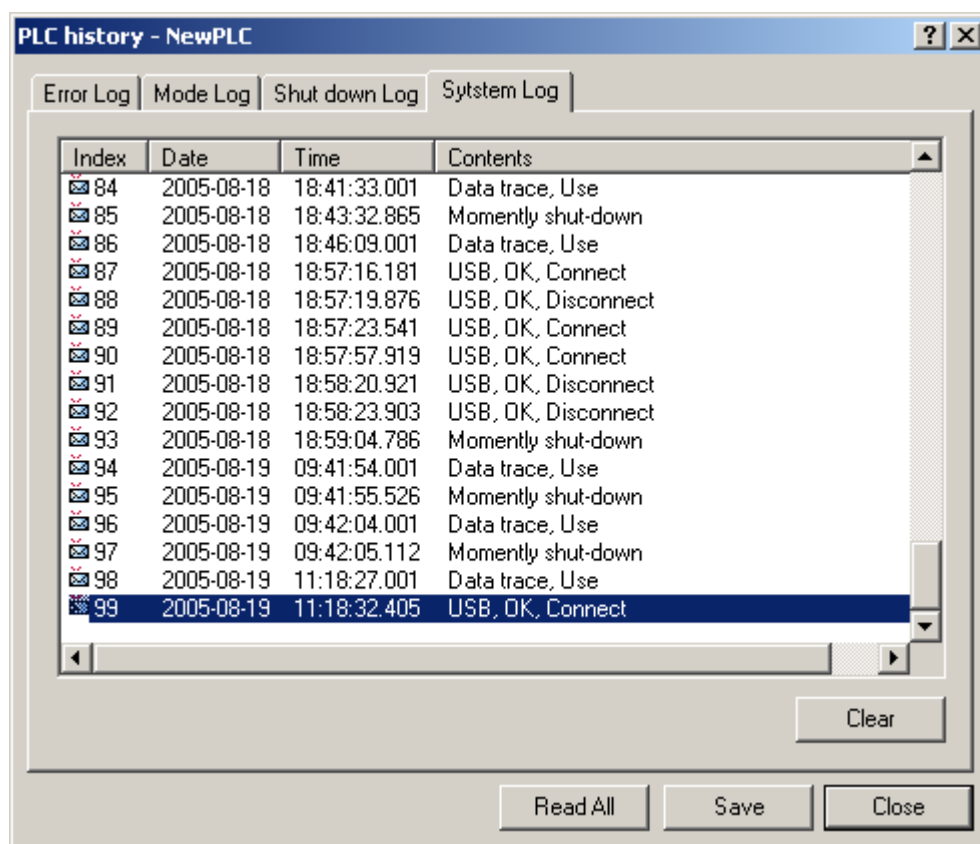 PLC history - NewPLC
Error Log Mode Log Shut down Log Sytstem Log
Index Date Time Contents
84 2005-08-18 18:41:33.001 Data trace, Use
85 2005-08-18 18:43:32.865 Momently shut-down
86 2005-08-18 18:46:09.001 Data trace, Use
87 2005-08-18 18:57:16.181 USB, OK, Connect
88 2005-08-18 18:57:19.876 USB, OK, Disconnect
89 2005-08-18 18:57:23.541 USB, OK, Connect
90 2005-08-18 18:57:57.919 USB, OK, Connect
91 2005-08-18 18:58:20.921 USB, OK, Disconnect
92 2005-08-18 18:58:23.903 USB, OK, Disconnect
93 2005-08-18 18:59:04.786 Momently shut-down
94 2005-08-19 09:41:54.001 Data trace, Use
95 2005-08-19 09:41:55.526 Momently shut-down
96 2005-08-19 09:42:04.001 Data trace, Use
97 2005-08-19 09:42:05.112 Momently shut-down
98 2005-08-19 11:18:27.001 Data trace, Use
99 2005-08-19 11:18:32.405 USB, OK, Connect
Clear
Read All Save Close